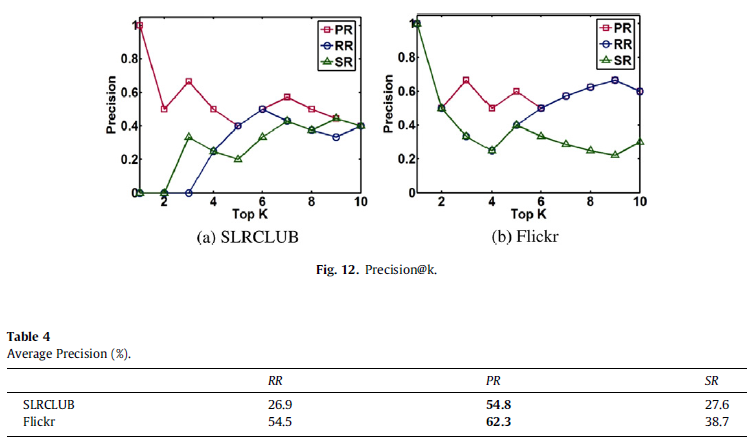 1
0.8
0.6
0.4
0.2
0
Precision
2 4 6 8 10
Top K
PR
RR
SR
(a) SLRCLUB
1
0.8
0.6
0.4
0.2
0
Precision
2 4 6 8 10
Top K
PR
RR
SR
(b) Flickr
Fig. 12. Precision@k.
Table 4
Average Precision (%).
RR PR SR
SLRCLUB 26.9 54.8 27.6
Flickr 54.5 62.3 38.7